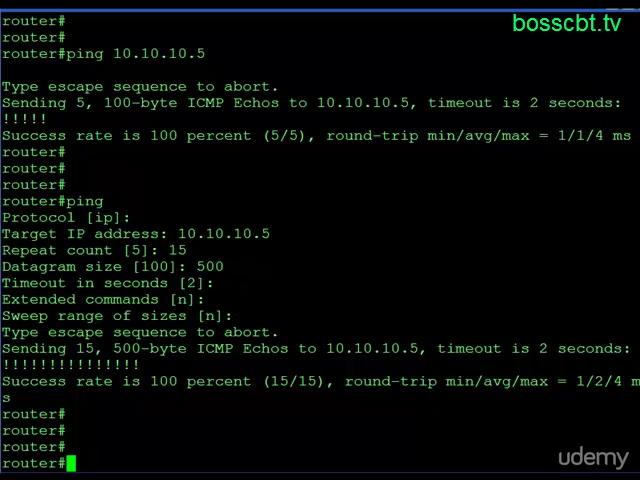 bosscbt.tv
router#
router#
router#ping 10.10.10.5
Type escape sequence to abort.
Sending 5, 100-byte ICMP Echos to 10.10.10.5, timeout is 2 seconds:
!!!!!
Success rate is 100 percent (5/5), round-trip min/avg/max = 1/1/4 ms
router#
router#
router#
router#ping
Protocol [ip]:
Target IP address: 10.10.10.5
Repeat count [5]: 15
Datagram size [100]: 500
Timeout in seconds [2]:
Extended commands [n]:
Sweep range of sizes [n]:
Type escape sequence to abort.
Sending 15, 500-byte ICMP Echos to 10.10.10.5, timeout is 2 seconds:
!!!!!!!!!!!!!!!
Success rate is 100 percent (15/15), round-trip min/avg/max = 1/2/4 m
s
router#
router#
router#
router#
udemy